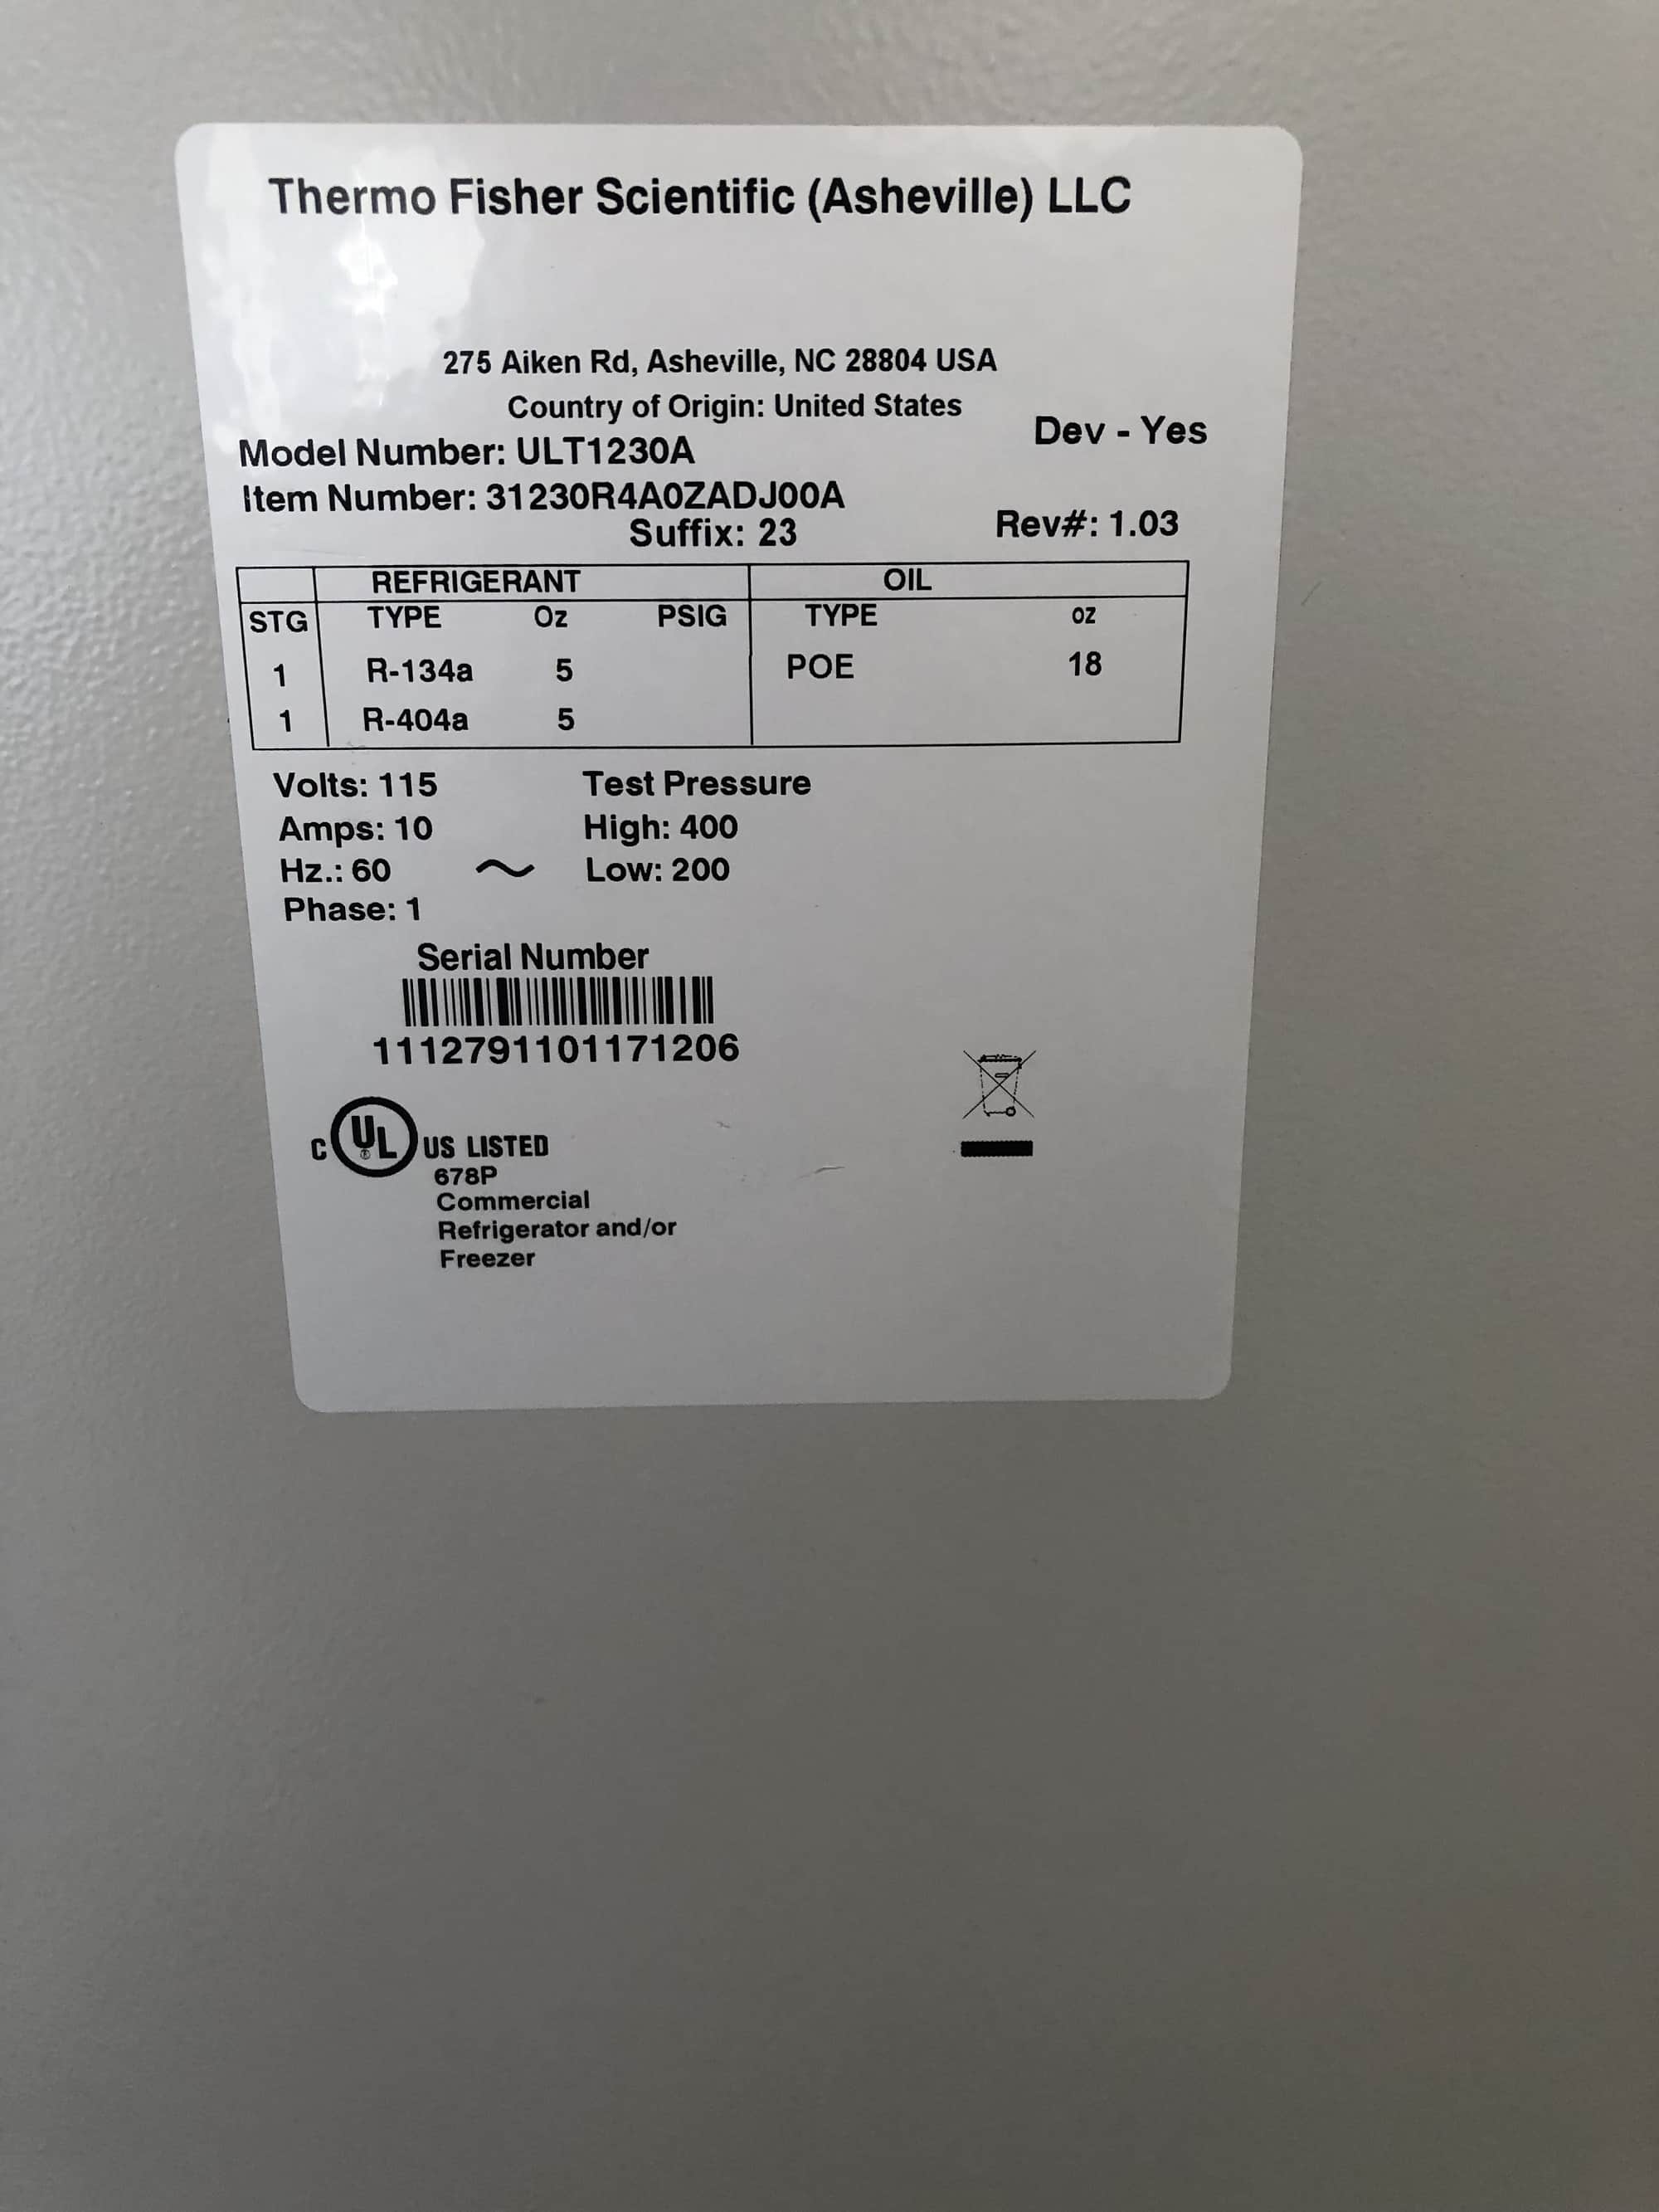 Thermo Fisher Scientific (Asheville) LLC
275 Aiken Rd, Asheville, NC 28804 USA
Country of Origin: United States
Dev - Yes
Model Number: ULT1230A
Item Number: 31230R4A0ZADJ00A
Suffix: 23
Rev#: 1.03
REFRIGERANT OIL
STG TYPE Oz PSIG TYPE oz
1 R-134a 5 POE 18
1 R-404a 5
Volts: 115 Test Pressure
Amps: 10 High: 400
Hz.: 60 ~ Low: 200
Phase: 1
Serial Number
1112791101171206
C UL ® US LISTED
678P
Commercial
Refrigerator and/or
Freezer